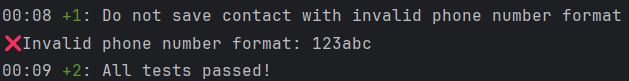 00:08 +1: Do not save contact with invalid phone number format
❌Invalid phone number format: 123abc
00:09 +2: All tests passed!